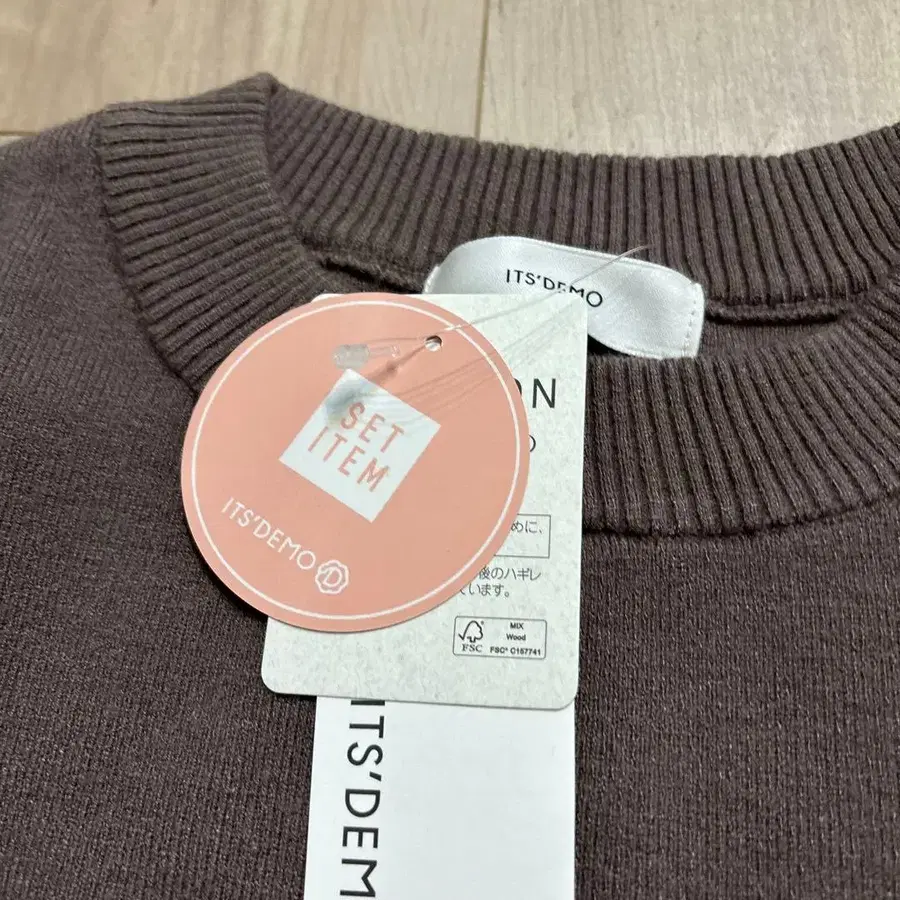 ITS'DEMO
SET
ITEM
ITS'DEMO D
ON
めに、
後のハギレ
ています。
FSC
MIX
Wood
FSC® C157741
ITS'DEM